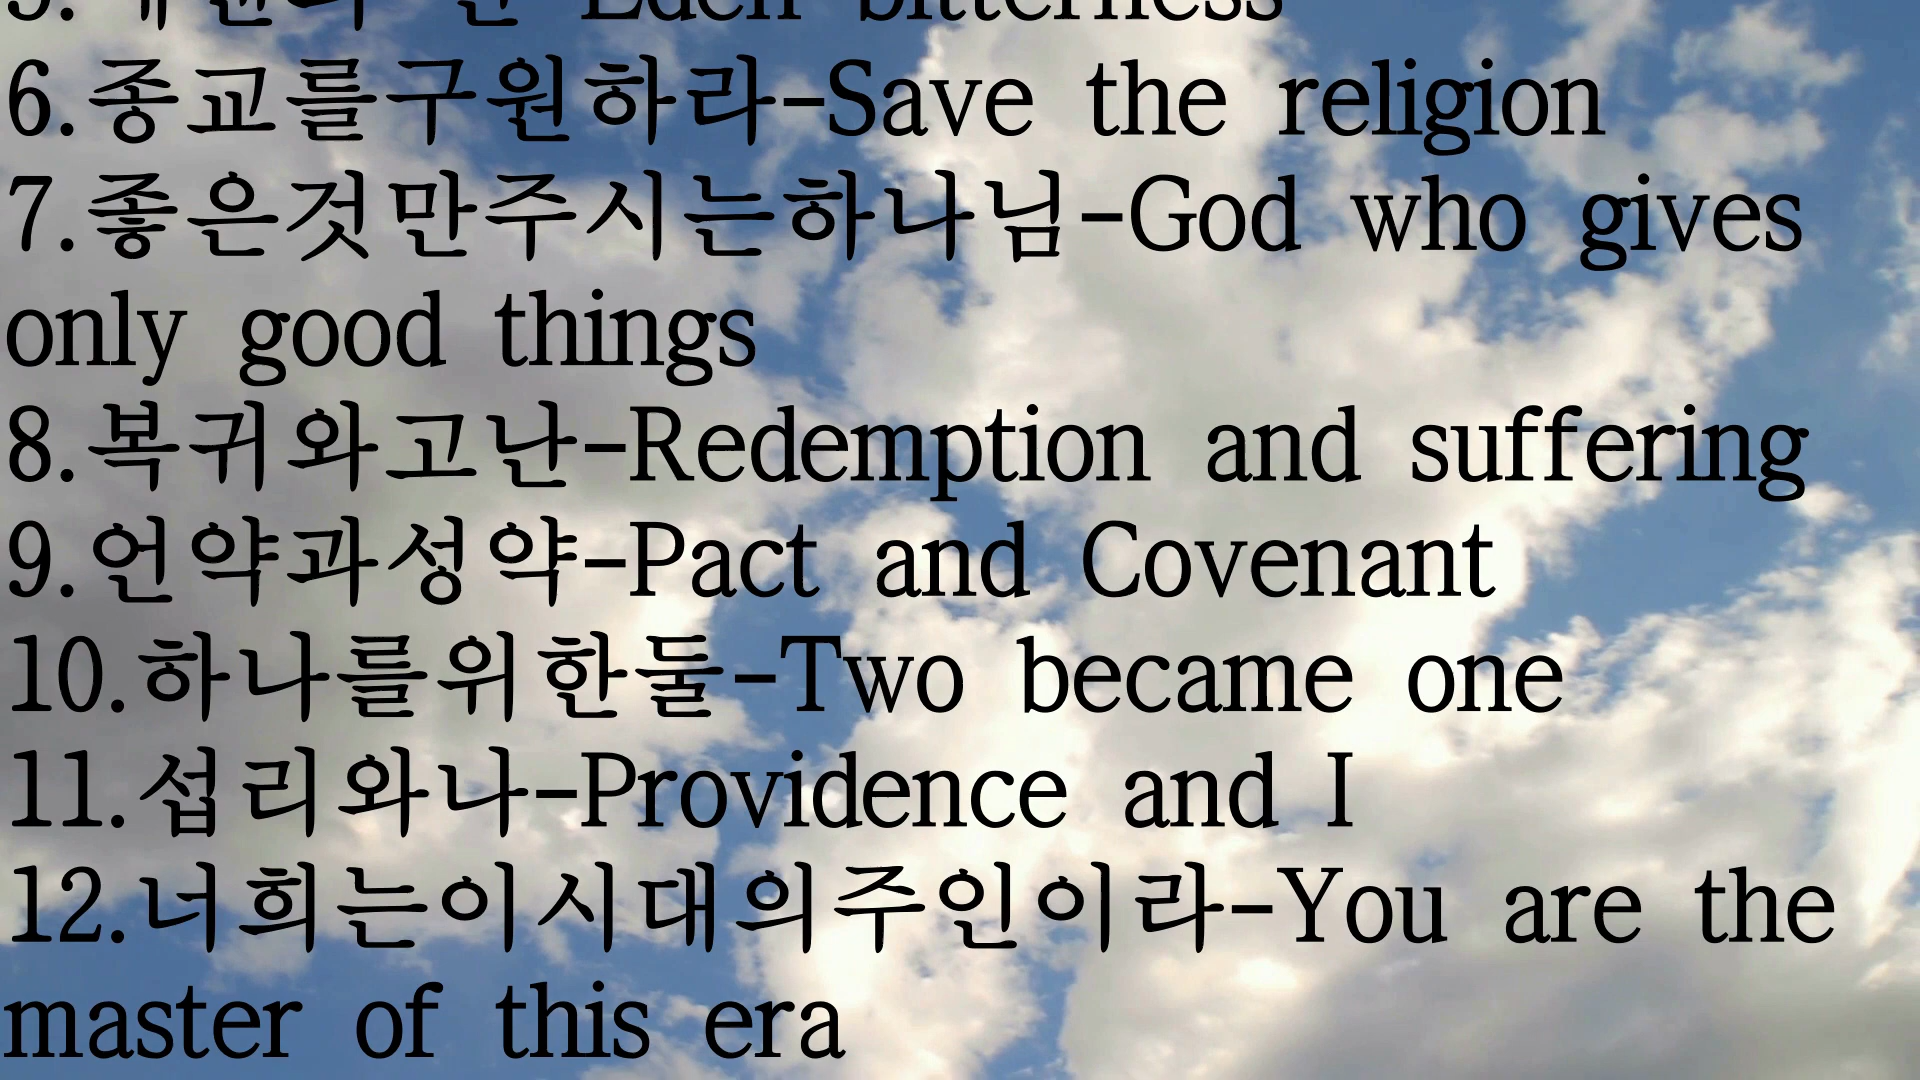 Eden bitterness
6.종교를구원하라-Save the religion
7.좋은것만주시는하나님-God who gives
only good things
8.복귀와고난-Redemption and suffering
9.언약과성약-Pact and Covenant
10.하나를위한둘-Two became one
11.섭리와나-Providence and I
12.너희는이시대의주인이라-You are the
master of this era